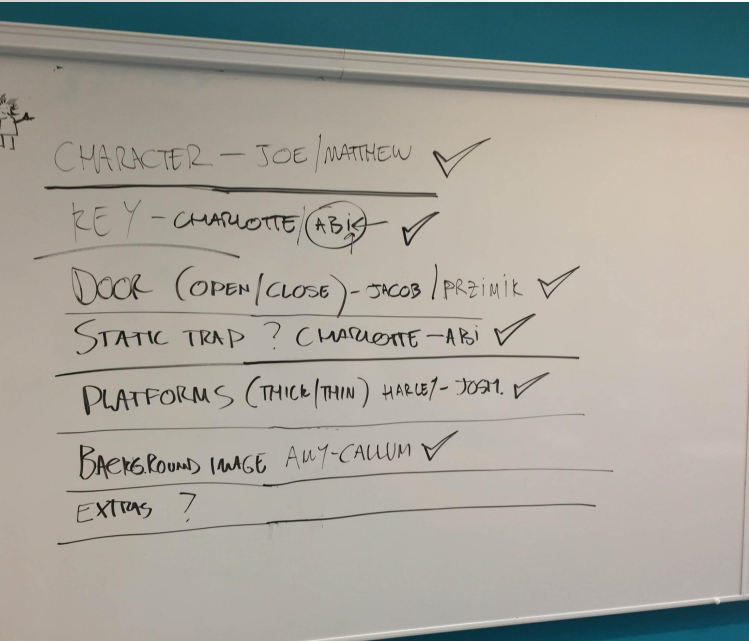 CHARACTER - JOE/MATTHEW
KEY - CHARLOTTE/ABI
DOOR (OPEN/CLOSE) - JACOB/PRZIMIK
STATIC TRAP ? CHARLOTTE - ABI
PLATFORMS (THICK/THIN) HARLEY - JOSH.
BACKGROUND IMAGE AMY-CALLUM
EXTRAS ?